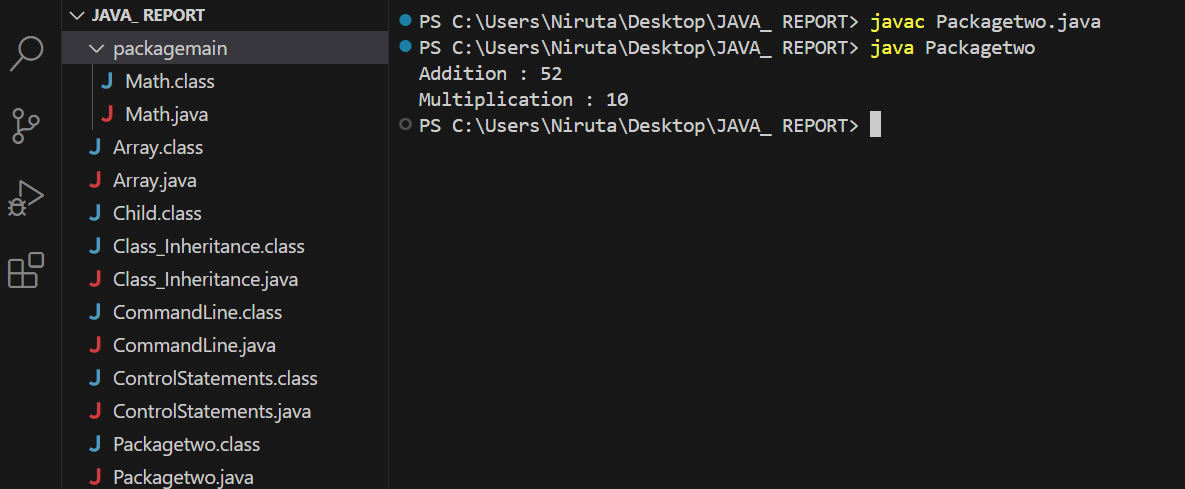 JAVA_ REPORT
packagemain
J Math.class
J Math.java
J Array.class
J Array.java
J Child.class
J Class_Inheritance.class
J Class_Inheritance.java
J CommandLine.class
J CommandLine.java
J ControlStatements.class
J ControlStatements.java
J Packagetwo.class
J Packagetwo.java
PS C:\Users\Niruta\Desktop\JAVA_ REPORT> javac Packagetwo.java
PS C:\Users\Niruta\Desktop\JAVA_ REPORT> java Packagetwo
Addition : 52
Multiplication : 10
PS C:\Users\Niruta\Desktop\JAVA_ REPORT>